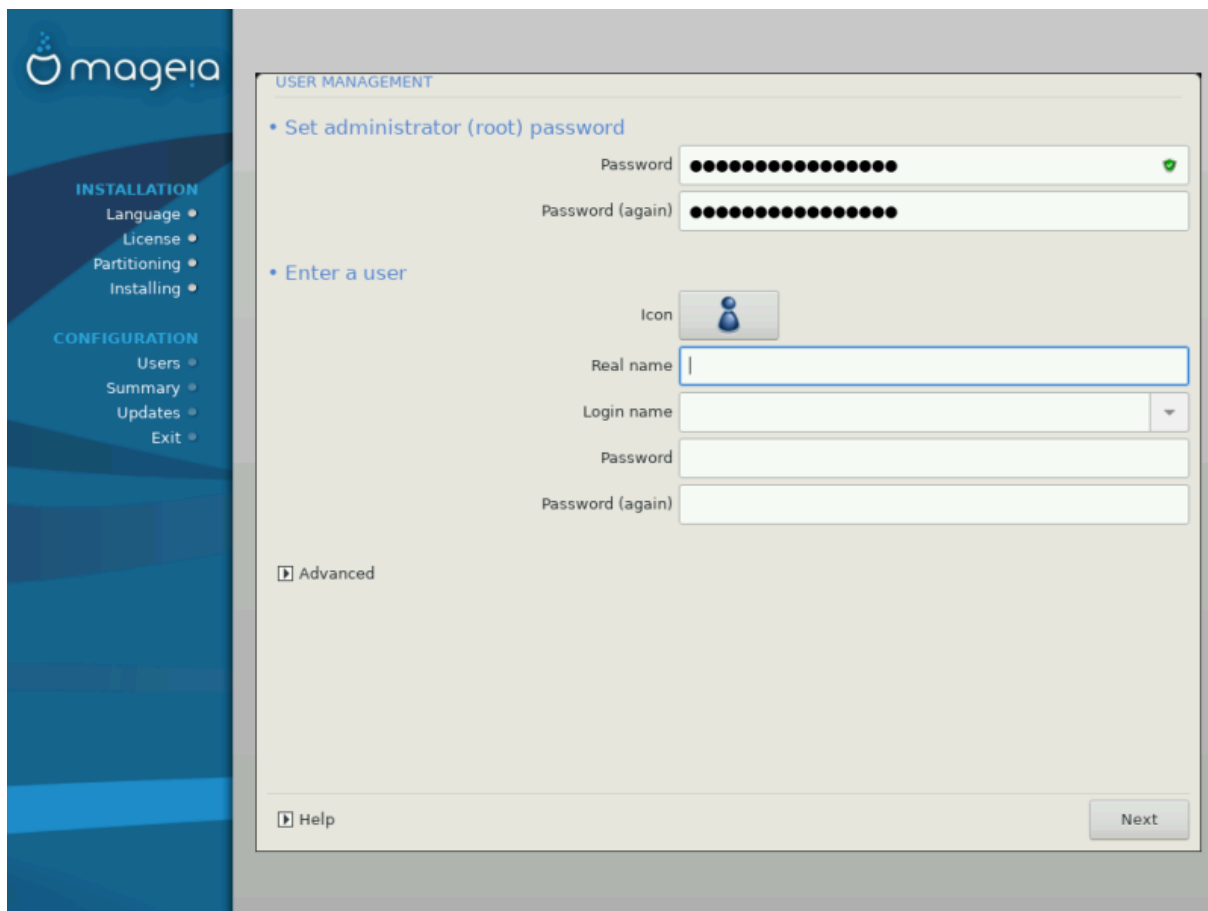 mageia
INSTALLATION
Language
License
Partitioning
Installing
CONFIGURATION
Users
Summary
Updates
Exit
USER MANAGEMENT
• Set administrator (root) password
Password ●●●●●●●●●●●●●●●●
Password (again) ●●●●●●●●●●●●●●●●
• Enter a user
Icon
Real name
Login name
Password
Password (again)
Advanced
Help
Next